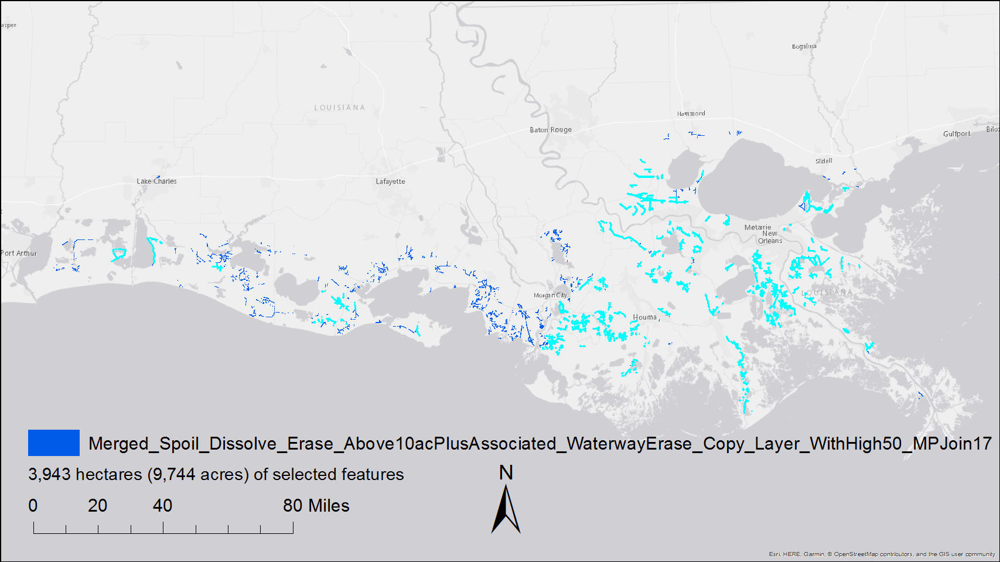 asper
Bogalusa
LOUISIANA
Hammond
Baton Rouge
Gulfport
Bilox
Slidell
Lake Charles
Lafayette
Metairie
New
Orleans
Port Arthur
LOUISIANA
Morgan City
Houma
Merged_Spoil_Dissolve_Erase_Above10acPlusAssociated_WaterwayErase_Copy_Layer_WithHigh50_MPJoin17
3,943 hectares (9,744 acres) of selected features
N
0 20 40 80 Miles
Esri, HERE, Garmin, © OpenStreetMap contributors, and the GIS user community